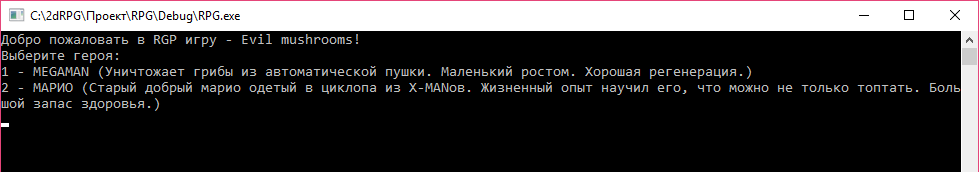 C:\2dRPG\Проект\RPG\Debug\RPG.exe
Добро пожаловать в RGP игру - Evil mushrooms!
Выберите героя:
1 - MEGAMAN (Уничтожает грибы из автоматической пушки. Маленький ростом. Хорошая регенерация.)
2 - МАРИО (Старый добрый марио одетый в циклопа из X-MANов. Жизненный опыт научил его, что можно не только топтать. Боль
шой запас здоровья.)